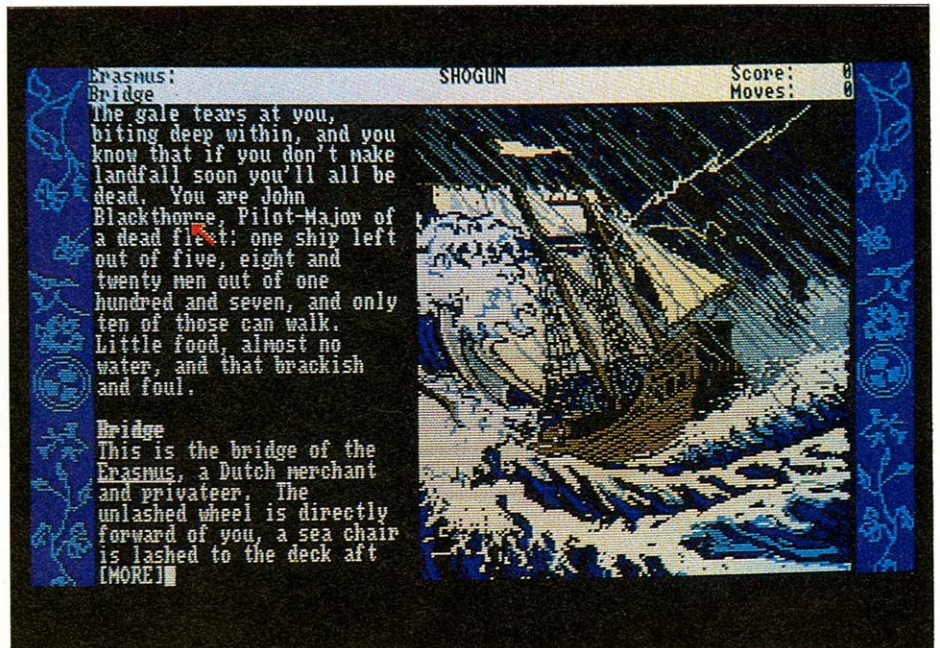 Erasmus: SHOGUN Score: 0
Bridge Moves: 0
The gale tears at you,
biting deep within, and you
know that if you don't make
landfall soon you'll all be
dead. You are John
Blackthorne, Pilot-Major of
a dead fleet: one ship left
out of five, eight and
twenty men out of one
hundred and seven, and only
ten of those can walk.
Little food, almost no
water, and that brackish
and foul.
Bridge
This is the bridge of the
Erasmus, a Dutch merchant
and privateer. The
unlashed wheel is directly
forward of you, a sea chair
is lashed to the deck aft
[MORE]